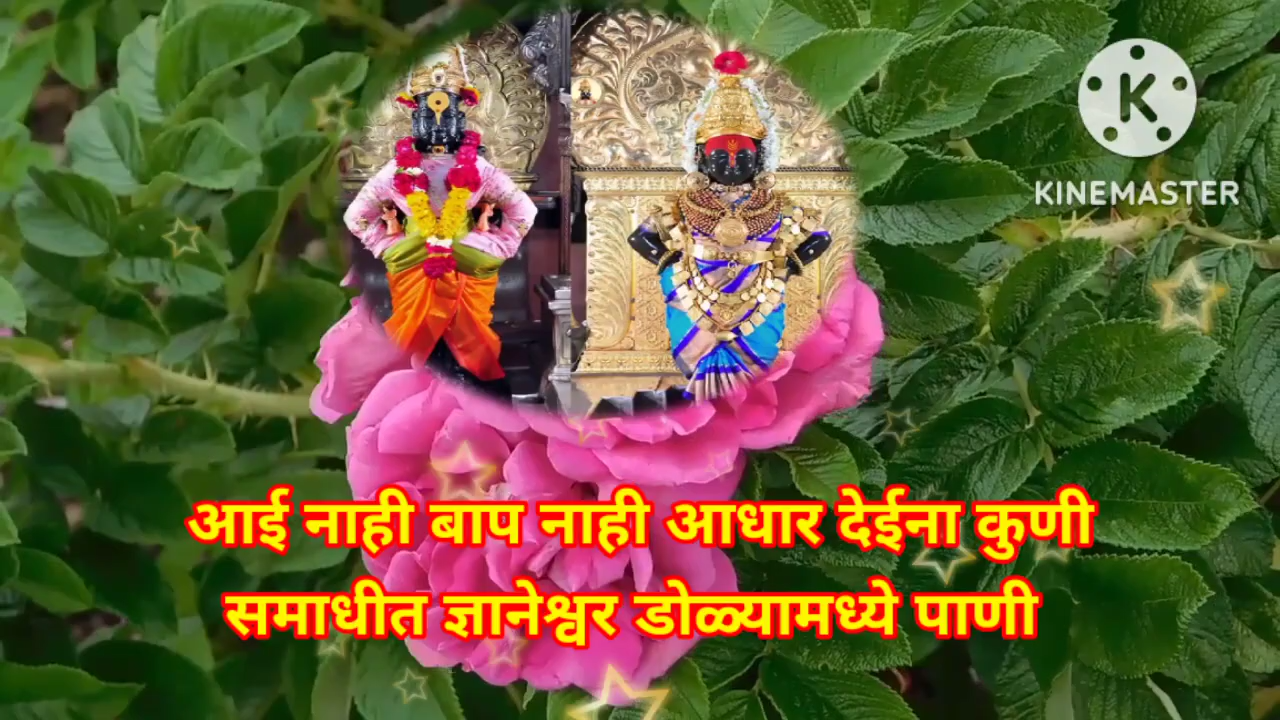 K
KINEMASTER
आई नाही बाप नाही आधार देईना कुणी
समाधीत ज्ञानेश्वर डोळ्यामध्ये पाणी